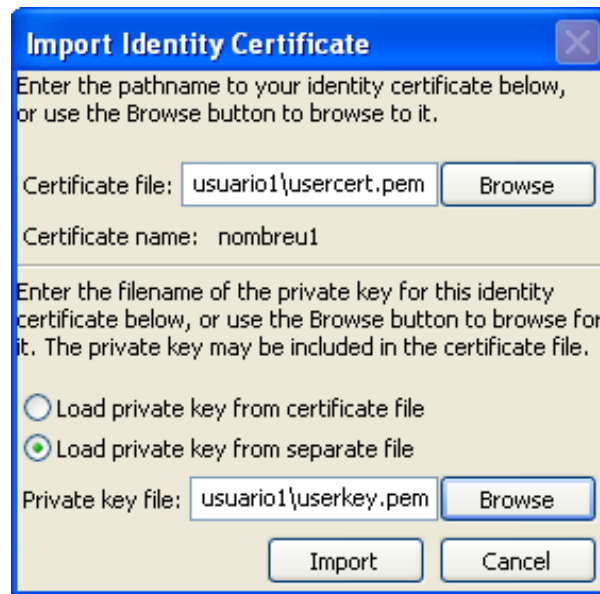 Import Identity Certificate
Enter the pathname to your identity certificate below,
or use the Browse button to browse to it.
Certificate file: usuario1\usercert.pem Browse
Certificate name: nombreu1
Enter the filename of the private key for this identity
certificate below, or use the Browse button to browse for
it. The private key may be included in the certificate file.
Load private key from certificate file
Load private key from separate file
Private key file: usuario1\userkey.pem Browse
Import Cancel